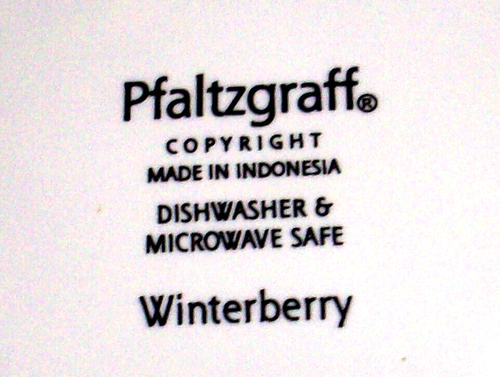 Pfaltzgraff®
COPYRIGHT
MADE IN INDONESIA
DISHWASHER &
MICROWAVE SAFE
Winterberry